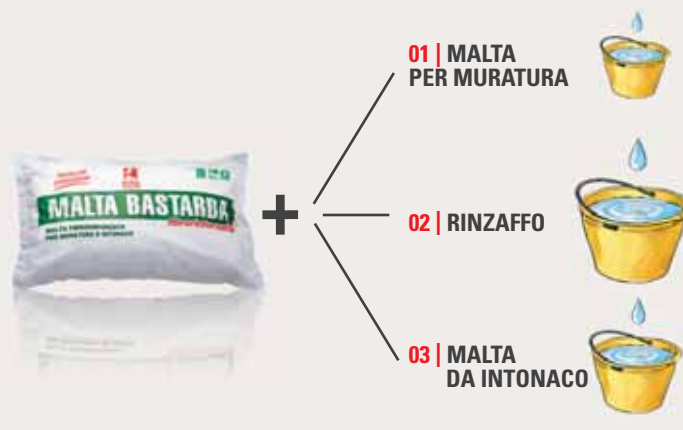 01 | MALTA
PER MURATURA
MALTA BASTARDA
+
02 | RINZAFFO
03 | MALTA
DA INTONACO